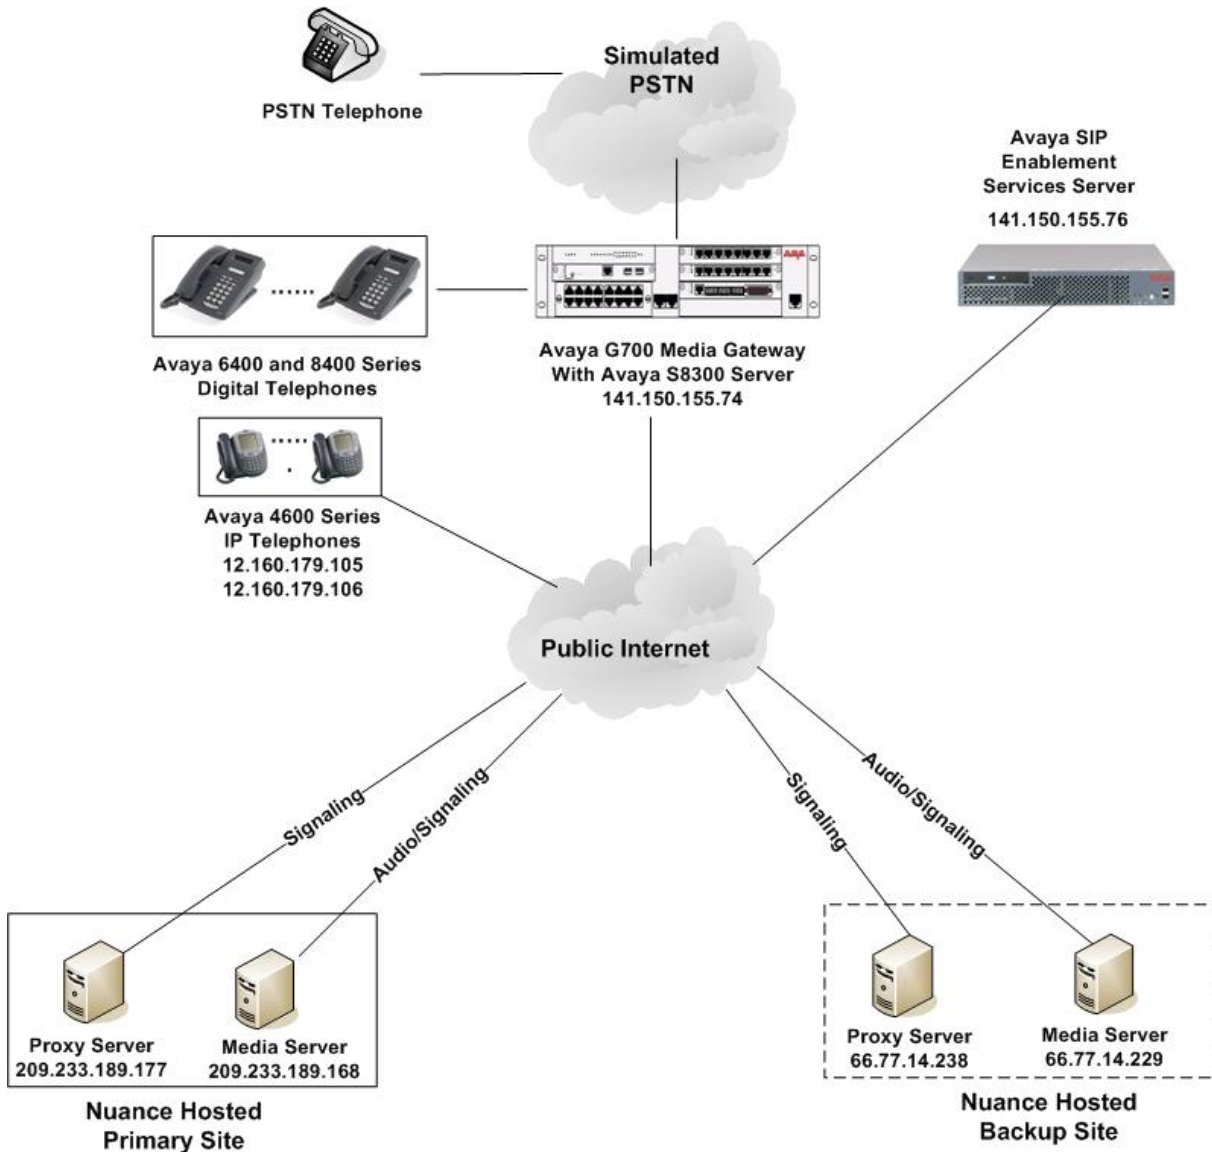 Simulated
PSTN
PSTN Telephone
Avaya SIP
Enablement
Services Server
141.150.155.76
Avaya 6400 and 8400 Series
Digital Telephones
Avaya G700 Media Gateway
With Avaya S8300 Server
141.150.155.74
Avaya 4600 Series
IP Telephones
12.160.179.105
12.160.179.106
Public Internet
Signaling
Audio/Signaling
Signaling
Audio/Signaling
Proxy Server
209.233.189.177
Media Server
209.233.189.168
Nuance Hosted
Primary Site
Proxy Server
66.77.14.238
Media Server
66.77.14.229
Nuance Hosted
Backup Site